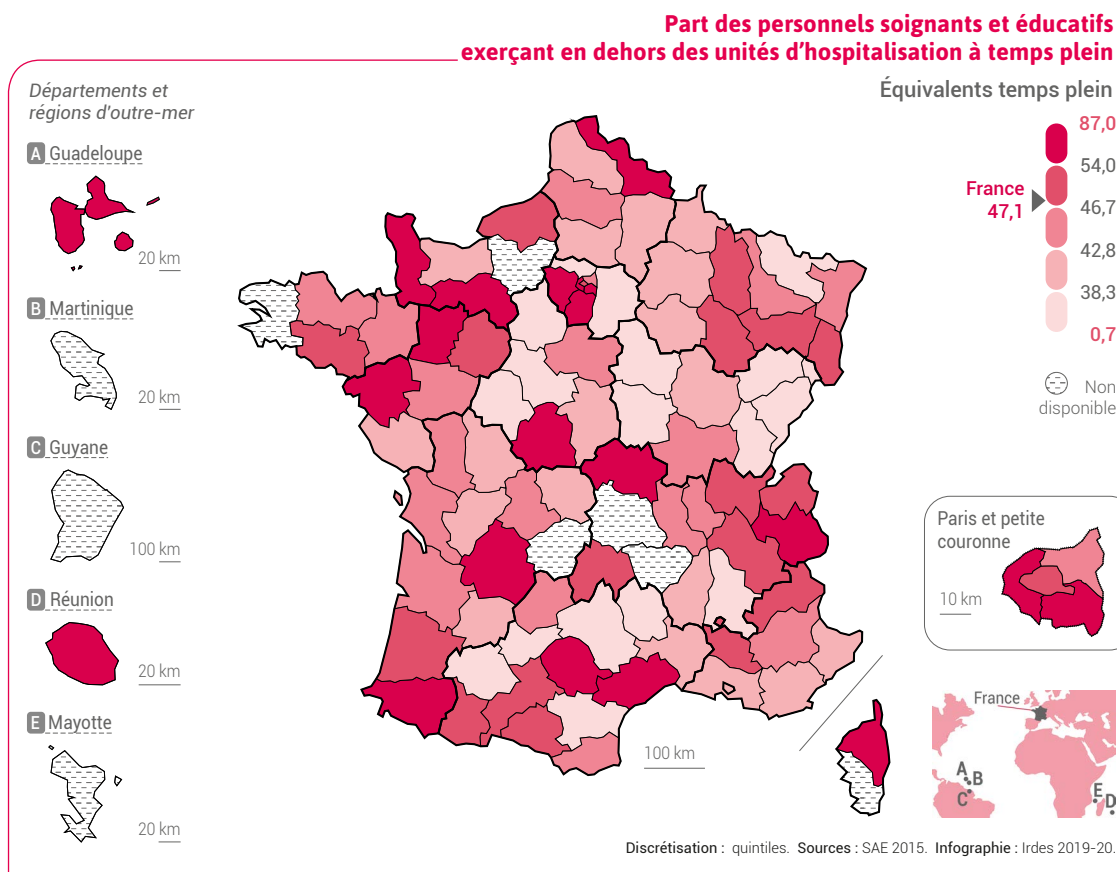 Part des personnels soignants et éducatifs
exerçant en dehors des unités d'hospitalisation à temps plein
Départements et
régions d'outre-mer
A Guadeloupe
20 km
B Martinique
20 km
C Guyane
100 km
D Réunion
20 km
E Mayotte
20 km
Équivalents temps plein
87,0
54,0
France
47,1
46,7
42,8
38,3
0,7
Non
disponible
Paris et petite
couronne
10 km
100 km
France
A
B
C
E
D
Discrétisation : quintiles. Sources : SAE 2015. Infographie : Irdes 2019-20.